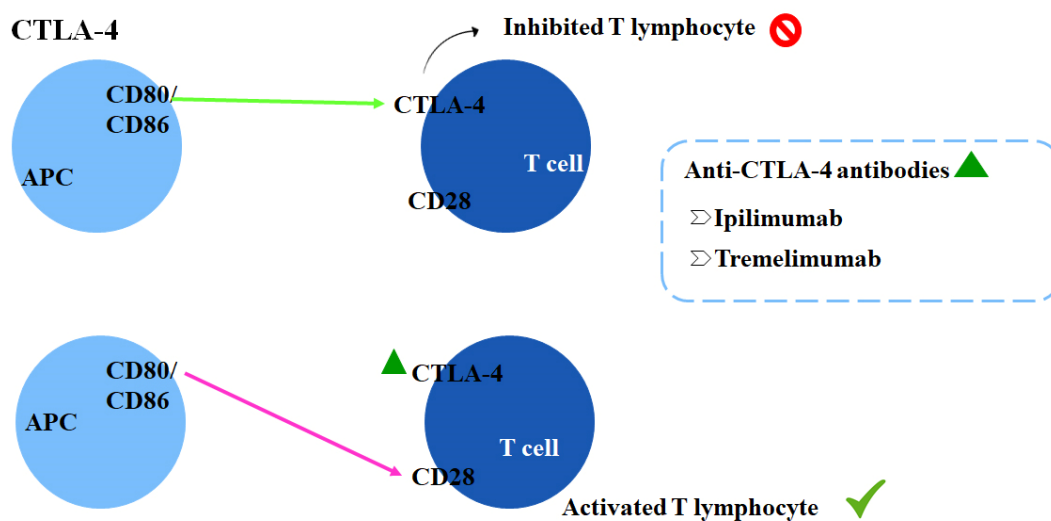 CTLA-4
Inhibited T lymphocyte
CD80/
CD86
CTLA-4
APC
T cell
CD28
Anti-CTLA-4 antibodies
Ipilimumab
Tremelimumab
CD80/
CD86
CTLA-4
APC
T cell
CD28
Activated T lymphocyte